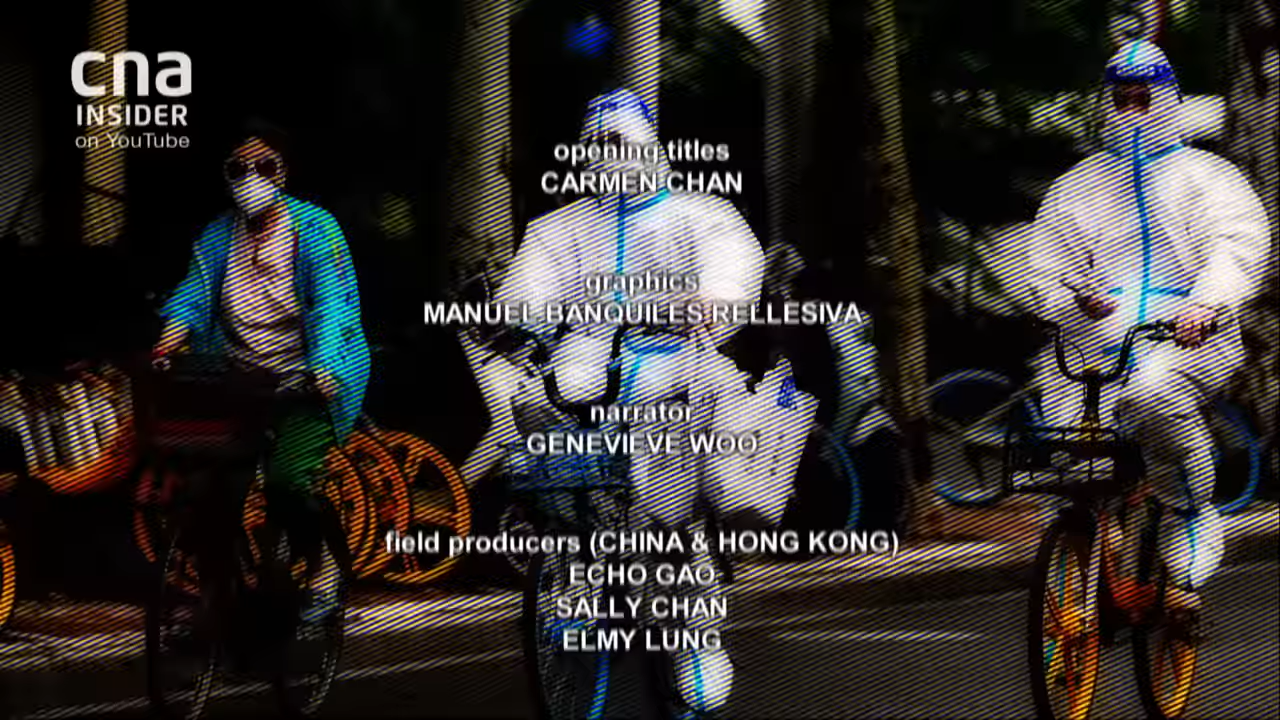 cna
INSIDER
on YouTube
opening titles
CARMEN CHAN
graphics
MANUEL BANQUILES RELLESIVA
narrator
GENEVIEVE WOO
field producers (CHINA & HONG KONG)
ECHO GAO
SALLY CHAN
ELMY LUNG